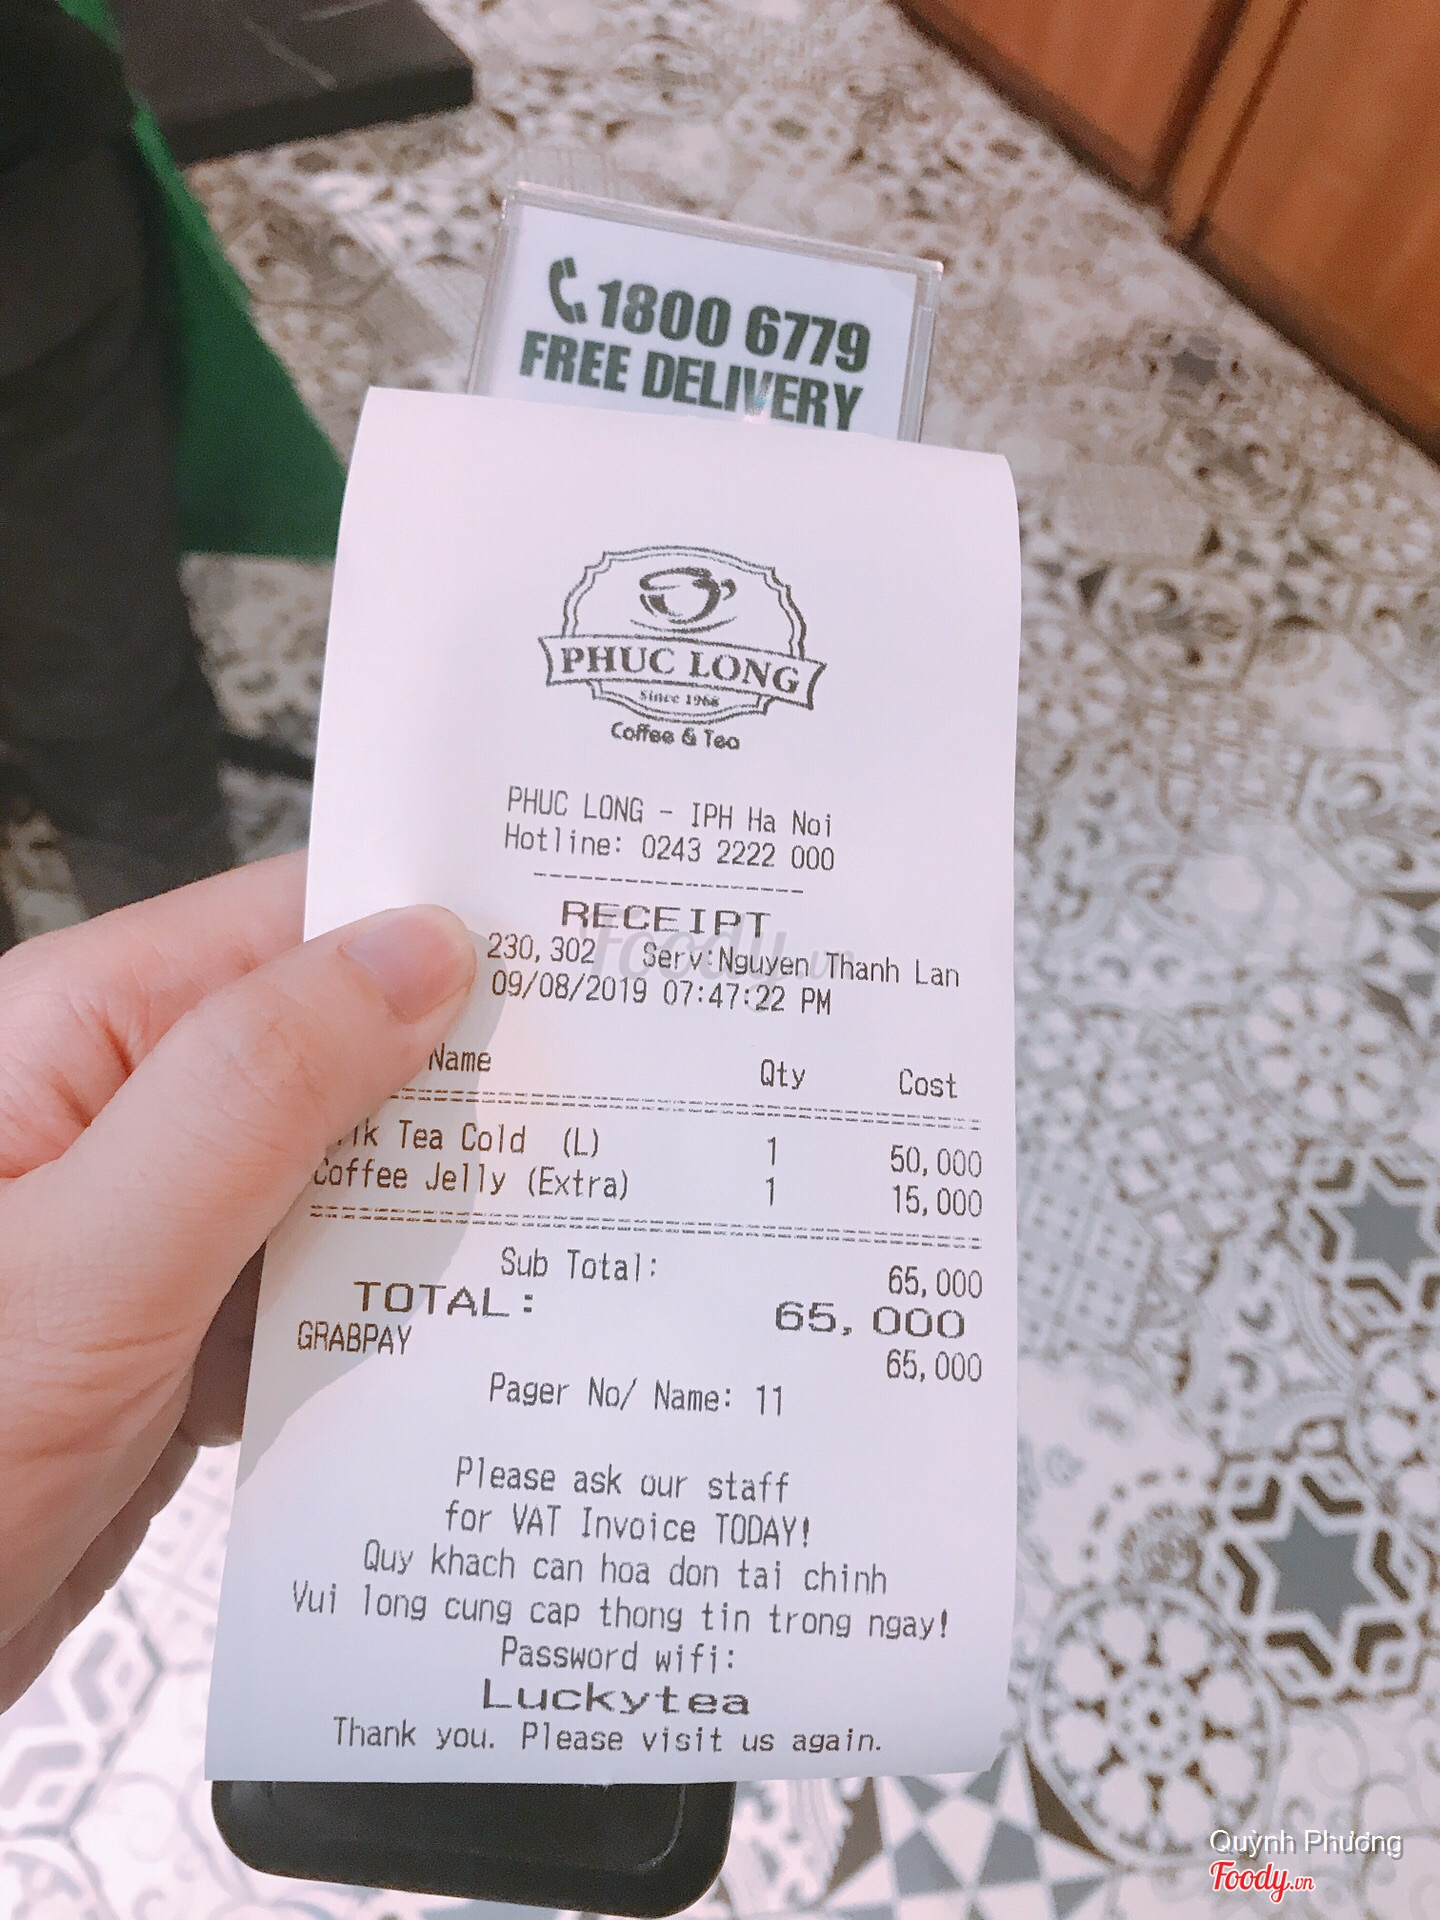 1800 6779
FREE DELIVERY
PHUC LONG
Since 1968
Coffee & Tea
PHUC LONG - IPH Ha Noi
Hotline: 0243 2222 000
RECEIPT
230,302 Serv:Nguyen Thanh Lan
09/08/2019 07:47:22 PM
Name Qty Cost
Tea Cold (L) 1 50,000
Coffee Jelly (Extra) 1 15,000
Sub Total: 65,000
TOTAL: 65,000
GRABPAY 65,000
Pager No/ Name: 11
Please ask our staff
for VAT Invoice TODAY!
Quy khach can hoa don tai chinh
Vui long cung cap thong tin trong ngay!
Password wifi:
Luckytea
Thank you. Please visit us again.
Foody.vn
Quỳnh Phương
Foody.vn